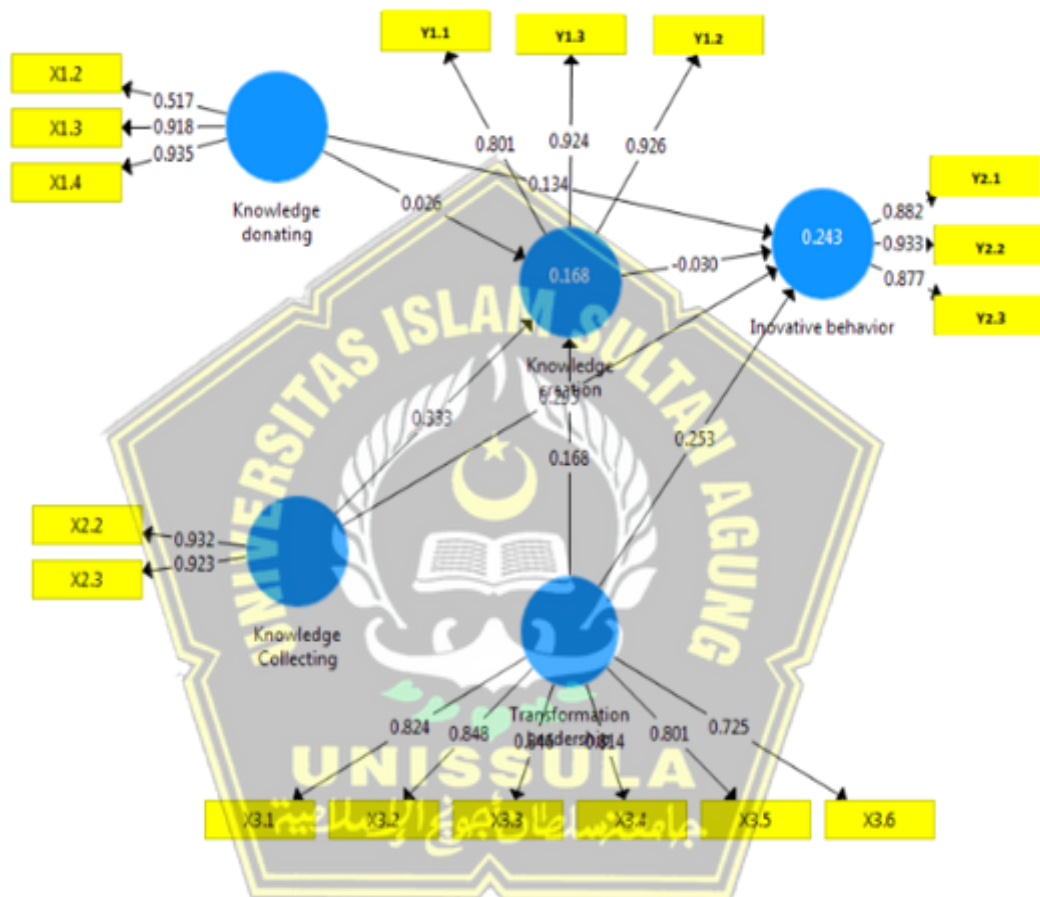 Y1.1
Y1.3
Y1.2
X1.2
X1.3
X1.4
0.517
0.918
0.935
0.801
0.924
0.926
Knowledge
donating
0.134
0.026
Y2.1
Y2.2
Y2.3
0.882
0.933
0.877
0.243
Inovative behavior
0.168
-0.030
Knowledge
creation
UNIVERSITAS ISLAM SULTAN AGUNG
0.333
0.253
0.168
X2.2
X2.3
0.932
0.923
Knowledge
Collecting
Transformation
0.824
0.848
0.801
0.725
UNISSULA
X3.1
X3.2
X3.3
X3.4
X3.5
X3.6
جامعة سلطان أجونج الإسلامية